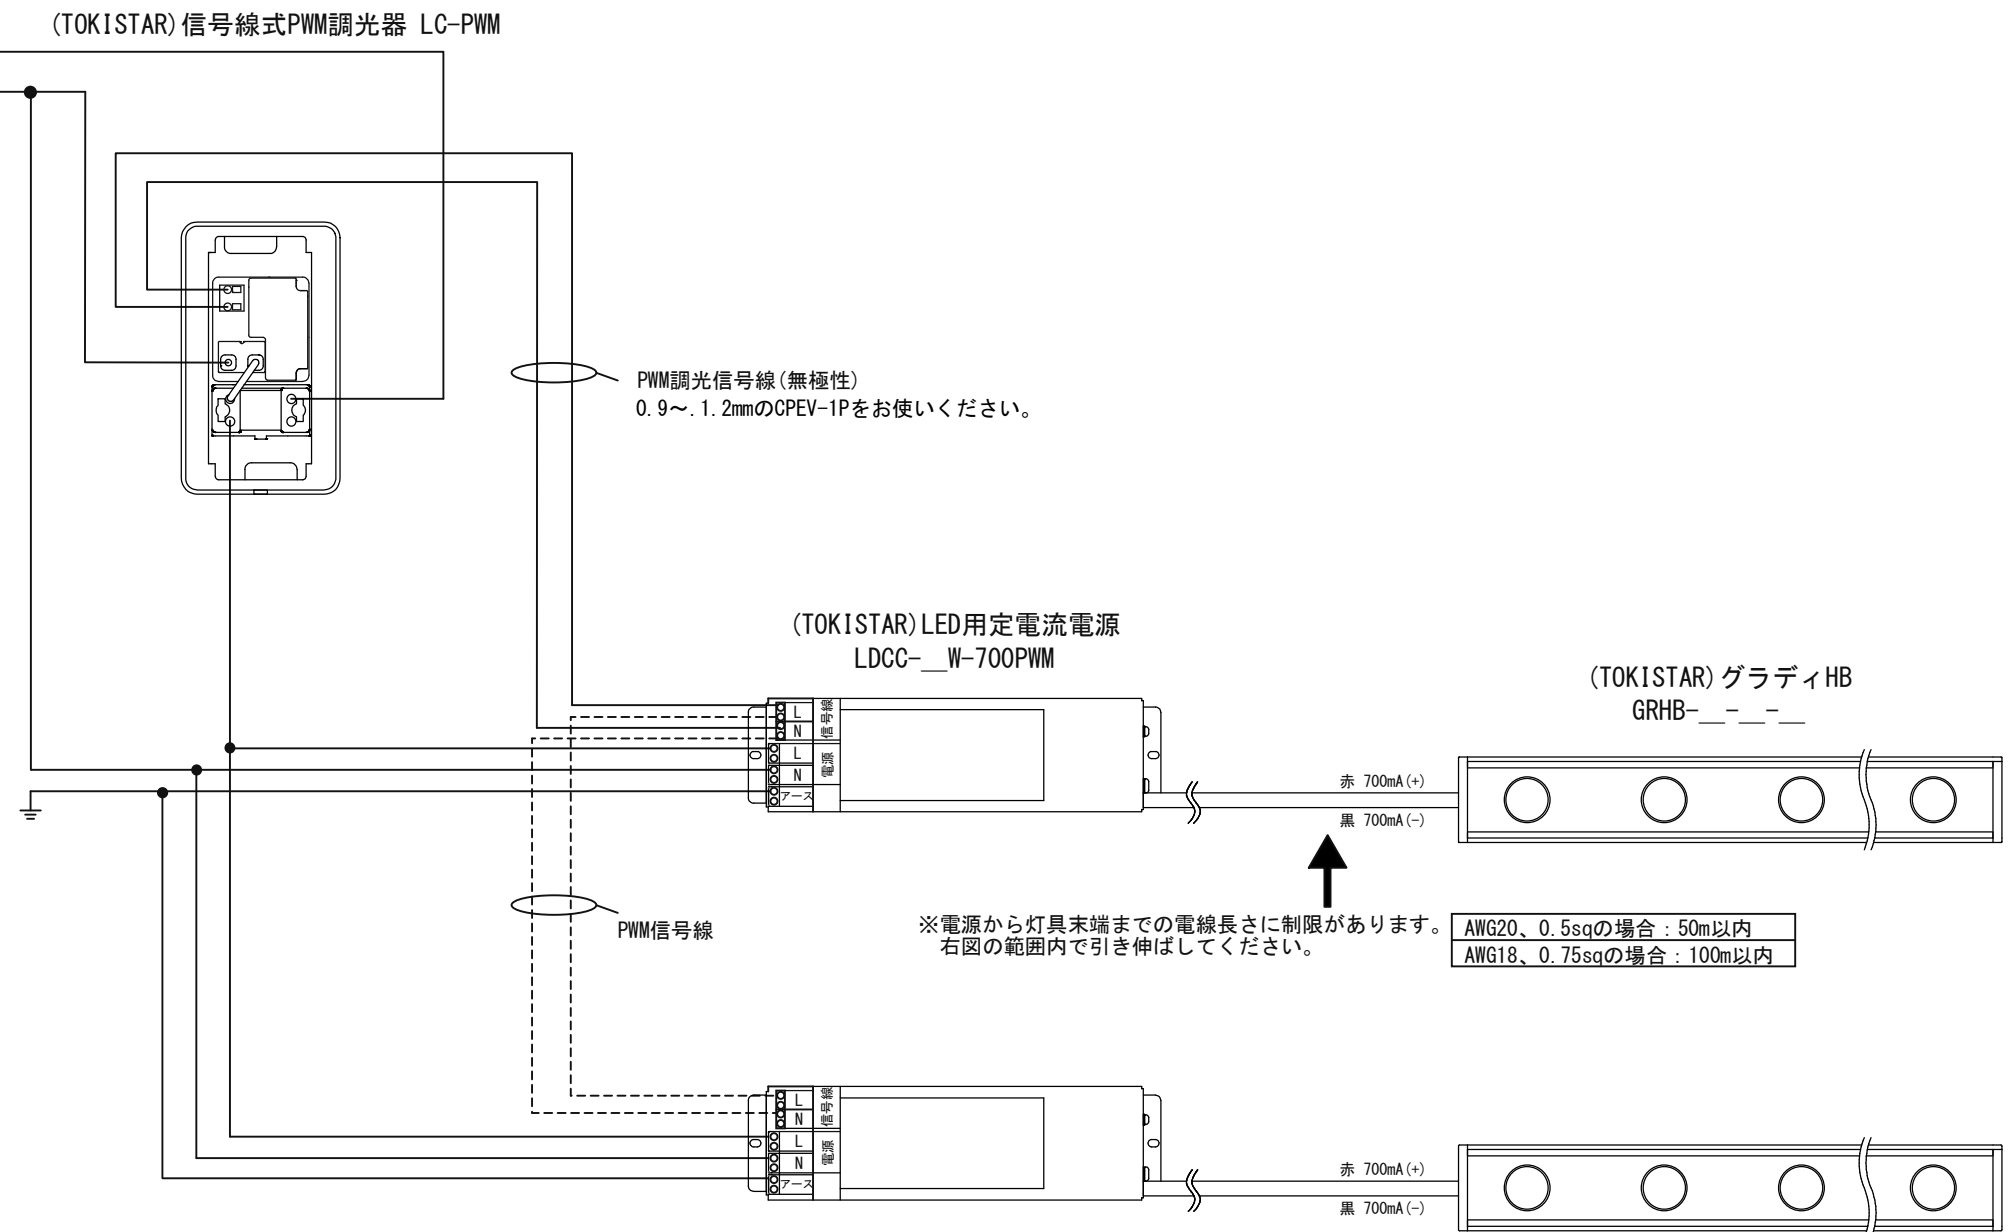 (TOKISTAR)信号線式PWM調光器 LC-PWM
PWM調光信号線(無極性)
0.9～.1.2mmのCPEV-1Pをお使いください。
(TOKISTAR)LED用定電流電源
LDCC-__W-700PWM
(TOKISTAR)グラディHB
GRHB-__-__-__
L
N
信号線
L
N
電源
アース
赤 700mA(+)
黒 700mA(-)
PWM信号線
※電源から灯具末端までの電線長さに制限があります。
右図の範囲内で引き伸ばしてください。
AWG20、0.5sqの場合：50m以内
AWG18、0.75sqの場合：100m以内
L
N
信号線
L
N
電源
アース
赤 700mA(+)
黒 700mA(-)